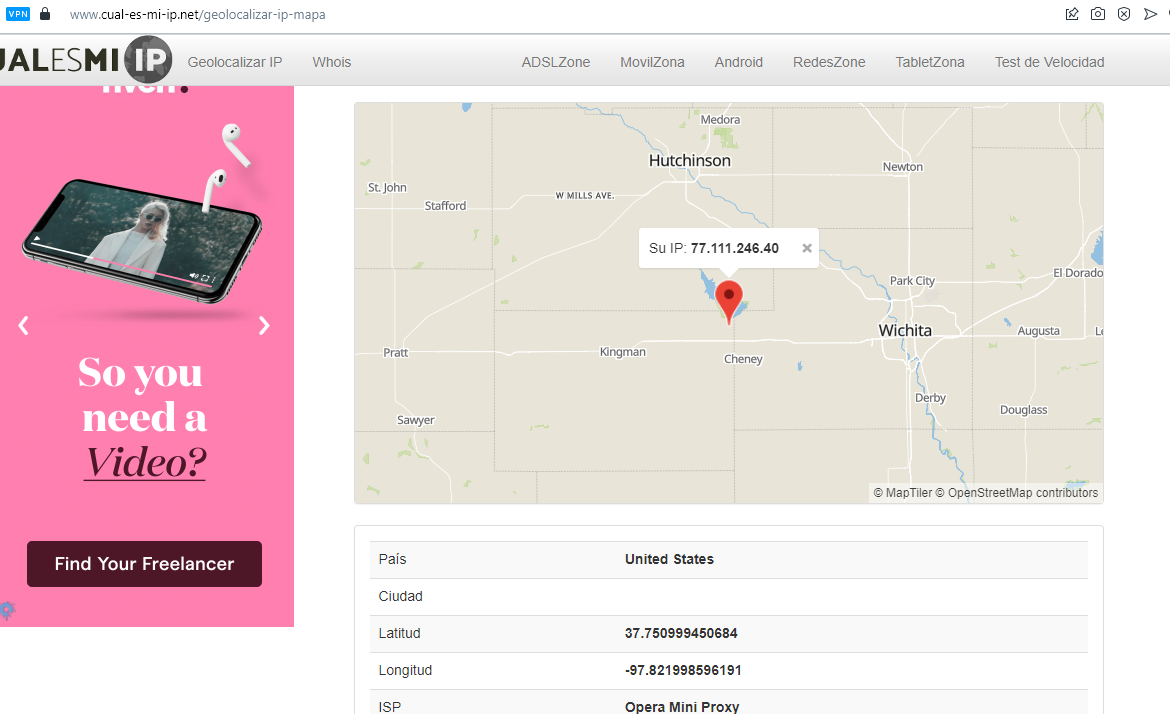 VPN
www.cual-es-mi-ip.net/geolocalizar-ip-mapa
UALESMI IP
Geolocalizar IP
Whois
ADSLZone
MovilZona
Android
RedesZone
TabletZona
Test de Velocidad
So you
need a
Video?
Find Your Freelancer
Medora
Hutchinson
Newton
St. John
W MILLS AVE.
Stafford
Su IP: 77.111.246.40 ×
El Dorado
Park City
Wichita
Augusta
Le
Pratt
Kingman
Cheney
Derby
Douglass
Sawyer
© MapTiler © OpenStreetMap contributors
País United States
Ciudad
Latitud 37.750999450684
Longitud -97.821998596191
ISP Opera Mini Proxy